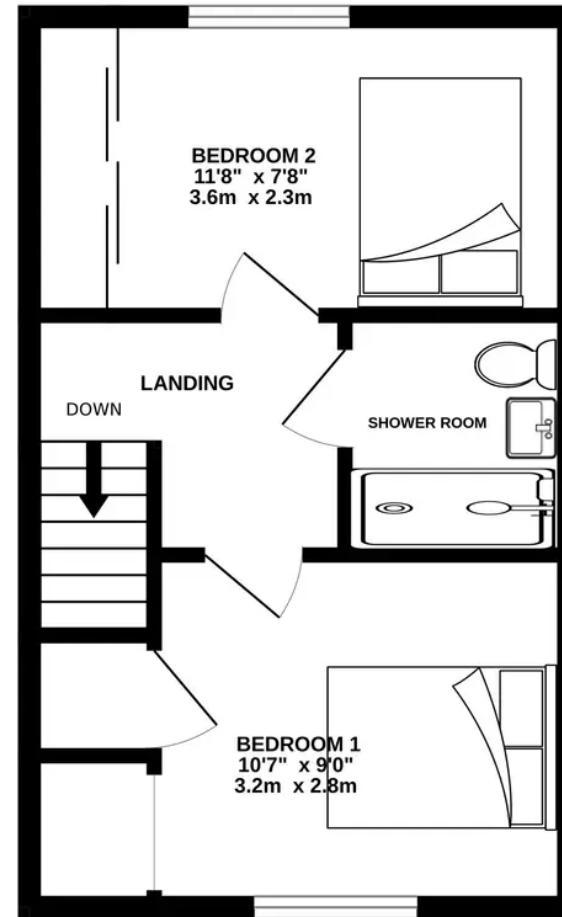 BEDROOM 2
11'8" x 7'8"
3.6m x 2.3m
LANDING
DOWN
SHOWER ROOM
BEDROOM 1
10'7" x 9'0"
3.2m x 2.8m